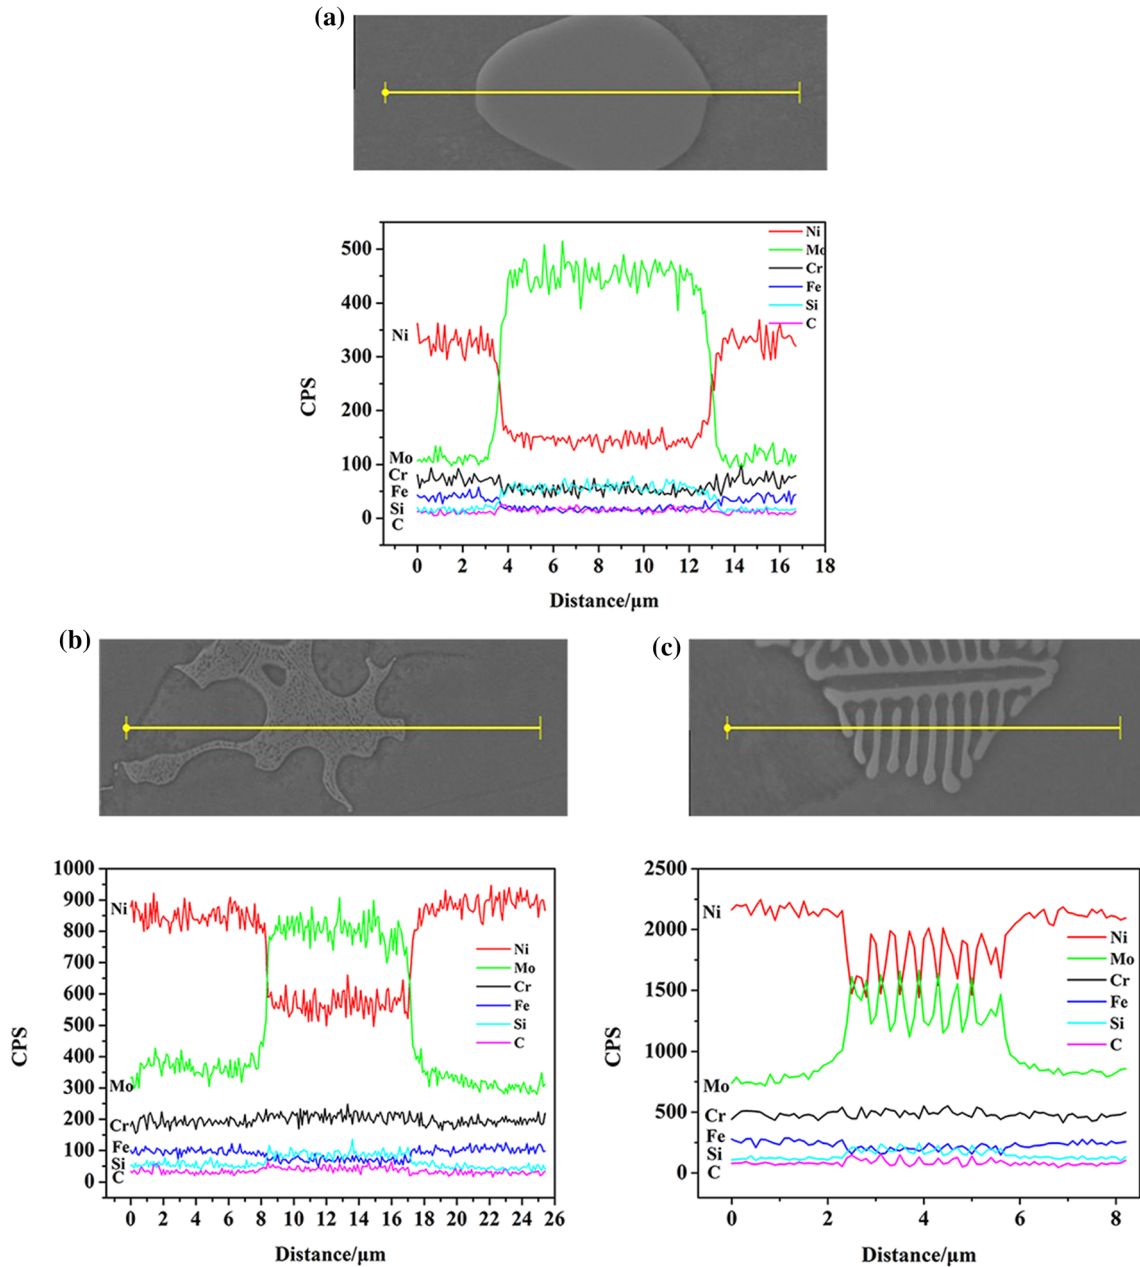 (a)
500
400
300
200
100
0
CPS
Ni
Mo
Cr
Fe
Si
C
Ni
Mo
Cr
Fe
Si
C
0 2 4 6 8 10 12 14 16 18
Distance/µm
(b)
1000
900
800
700
600
500
400
300
200
100
0
CPS
Ni
Mo
Cr
Fe
Si
C
Ni
Mo
Cr
Fe
Si
C
0 2 4 6 8 10 12 14 16 18 20 22 24 26
Distance/µm
(c)
2500
2000
1500
1000
500
0
CPS
Ni
Mo
Cr
Fe
Si
C
Ni
Mo
Cr
Fe
Si
C
0 2 4 6 8
Distance/µm